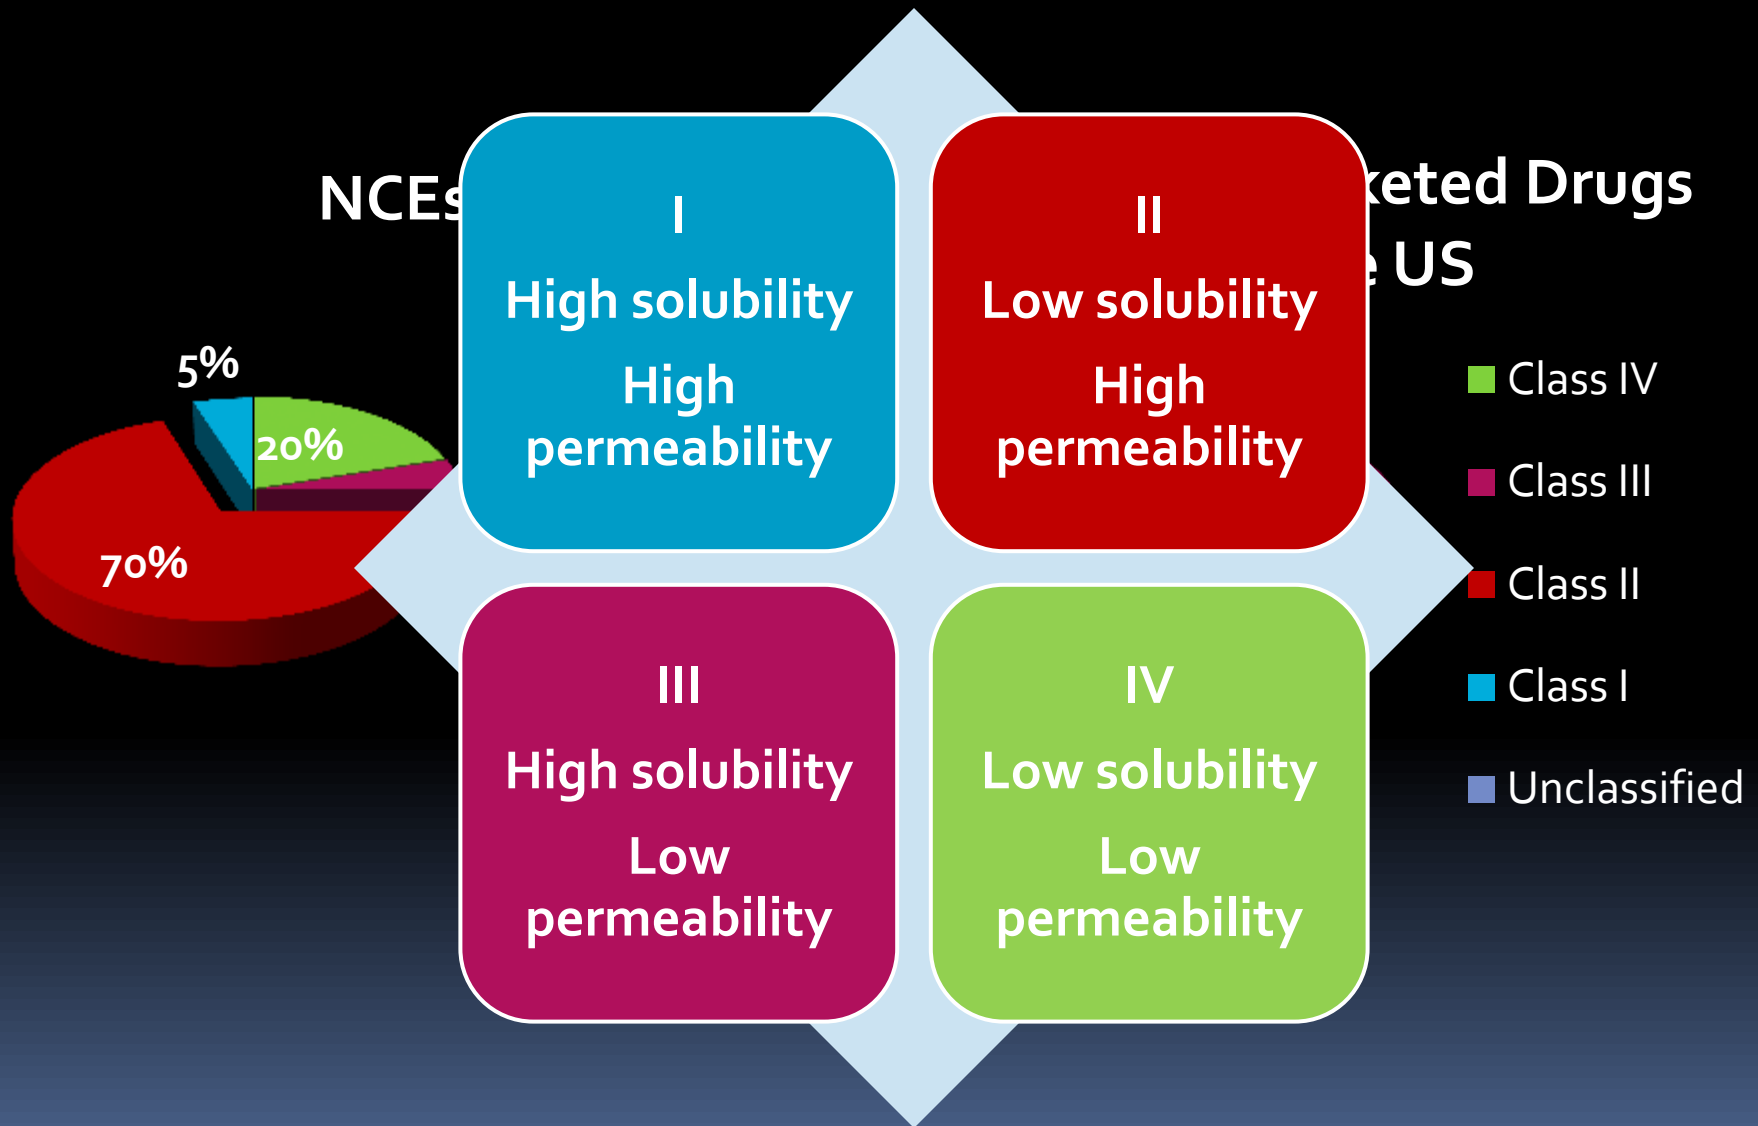 NCEs
keted Drugs
US
I
High solubility
High
permeability
II
Low solubility
High
permeability
III
High solubility
Low
permeability
IV
Low solubility
Low
permeability
5%
20%
70%
Class IV
Class III
Class II
Class I
Unclassified